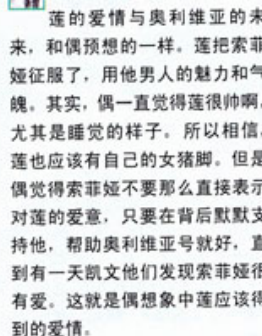 莲的爱情与奥利维亚的未
来，和偶预想的一样。莲把索菲
娅征服了，用他男人的魅力和气
魄。其实，偶一直觉得莲很帅啊，
尤其是睡觉的样子。所以相信，
莲也应该有自己的女猪脚。但是
偶觉得索菲娅不要那么直接表示
对莲的爱意，只要在背后默默支
持他，帮助奥利维亚号就好，直
到有一天凯文他们发现索菲娅很
有爱。这就是偶想象中莲应该得
到的爱情。